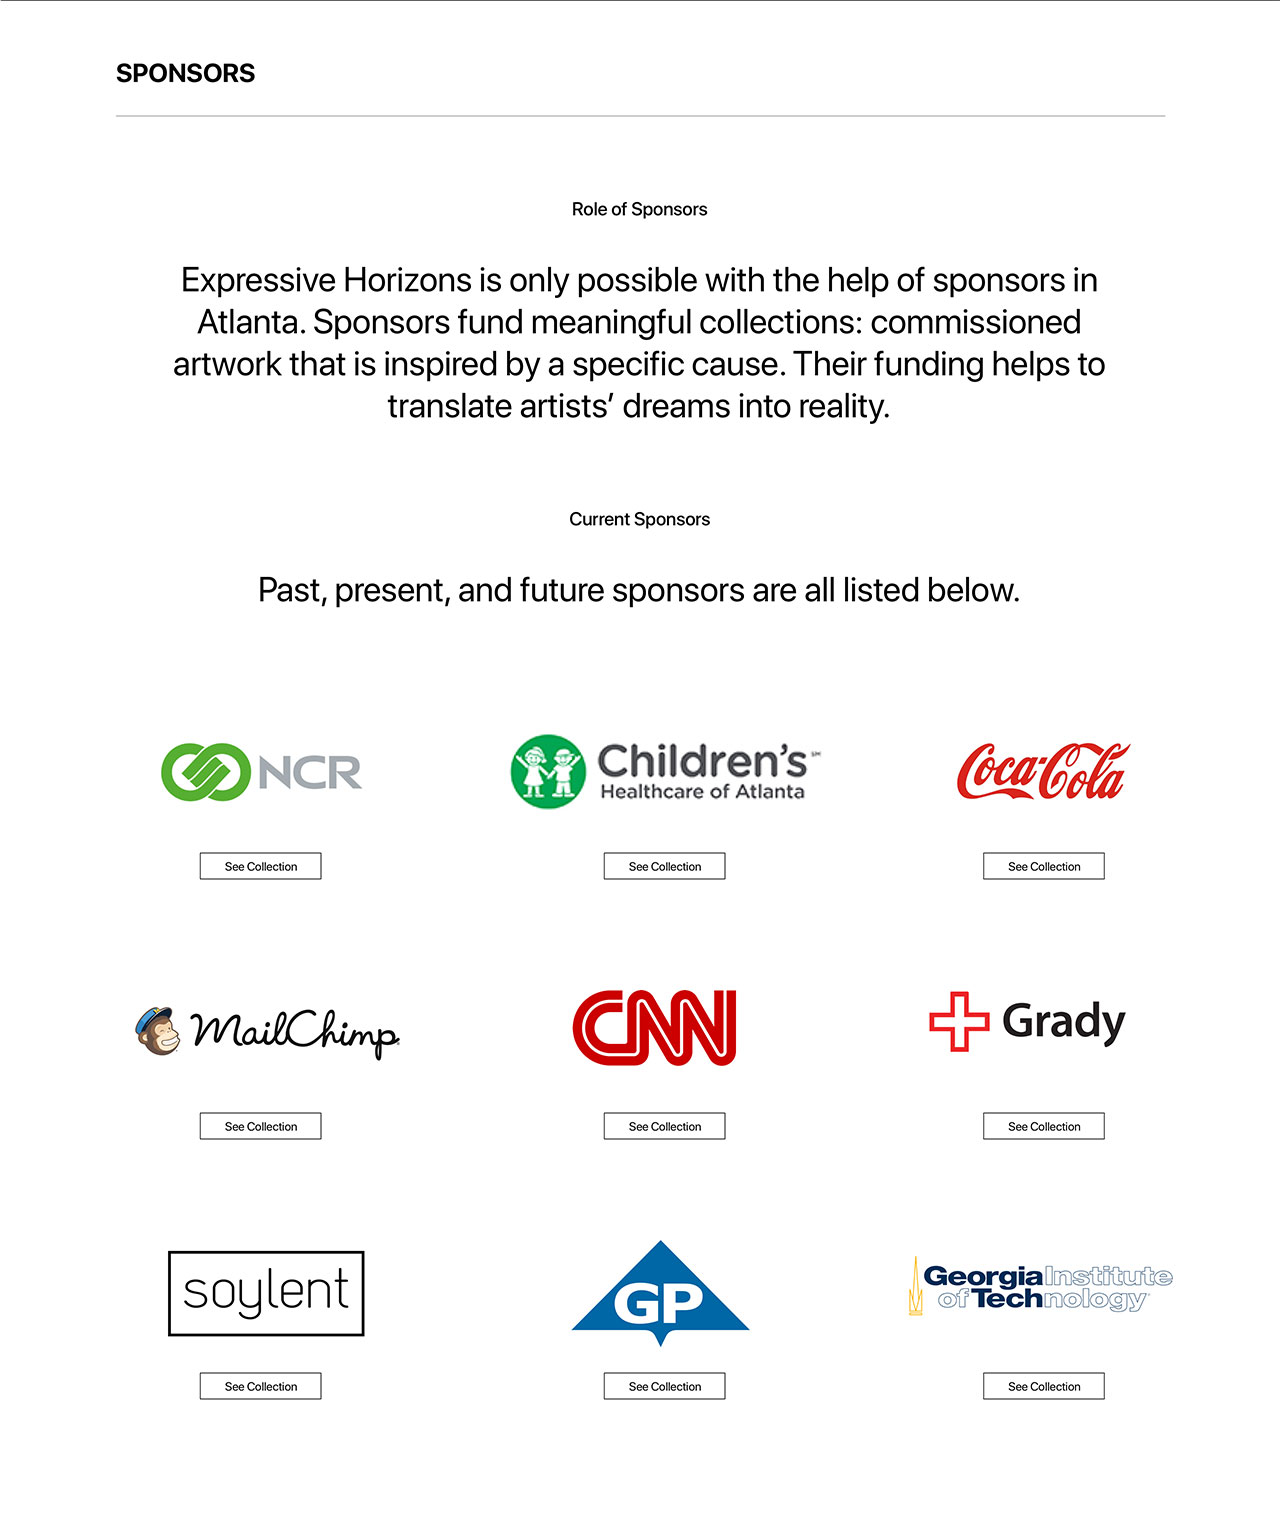 SPONSORS
Role of Sponsors
Expressive Horizons is only possible with the help of sponsors in
Atlanta. Sponsors fund meaningful collections: commissioned
artwork that is inspired by a specific cause. Their funding helps to
translate artists’ dreams into reality.
Current Sponsors
Past, present, and future sponsors are all listed below.
NCR
Children's℠
Healthcare of Atlanta
Coca-Cola
See Collection
See Collection
See Collection
MailChimp
CNN
Grady
See Collection
See Collection
See Collection
soylent
GP
Georgia Institute
of Technology
See Collection
See Collection
See Collection